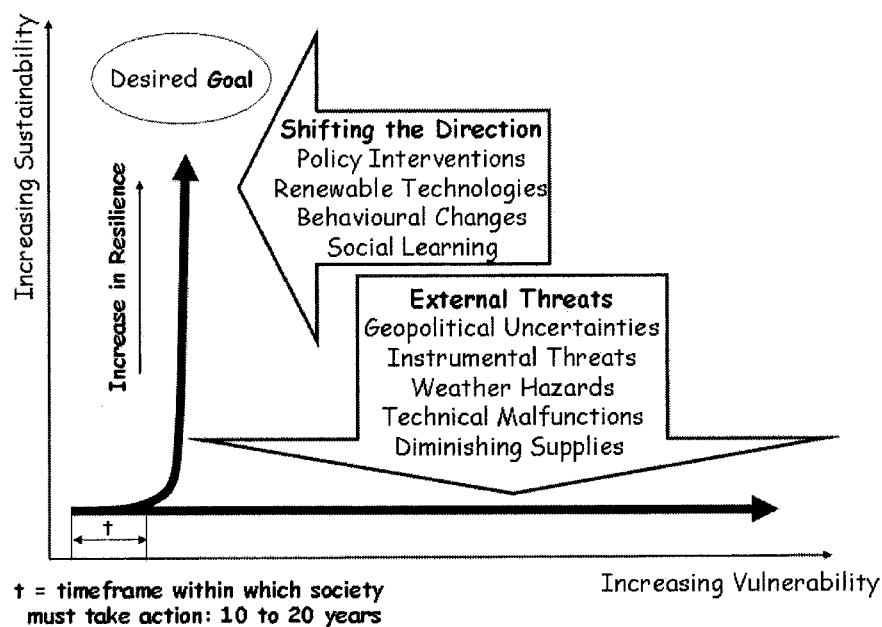 Increasing Sustainability
Desired Goal
Increase in Resilience
Shifting the Direction
Policy Interventions
Renewable Technologies
Behavioural Changes
Social Learning
External Threats
Geopolitical Uncertainties
Instrumental Threats
Weather Hazards
Technical Malfunctions
Diminishing Supplies
t
t = timeframe within which society
must take action: 10 to 20 years
Increasing Vulnerability